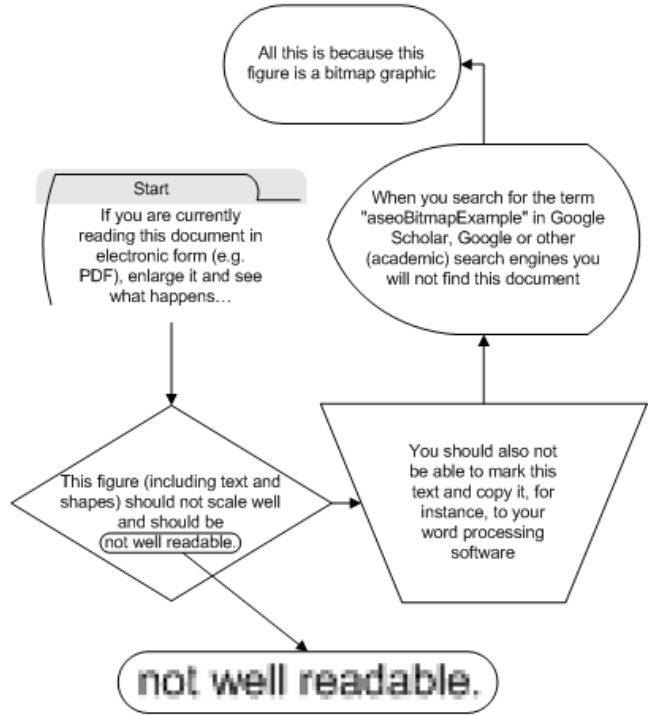 Start
If you are currently
reading this document in
electronic form (e.g.
PDF), enlarge it and see
what happens…
This figure (including text and
shapes) should not scale well
and should be
not well readable.
not well readable.
You should also not
be able to mark this
text and copy it, for
instance, to your
word processing
software
When you search for the term
"aseoBitmapExample" in Google
Scholar, Google or other
(academic) search engines you
will not find this document
All this is because this
figure is a bitmap graphic